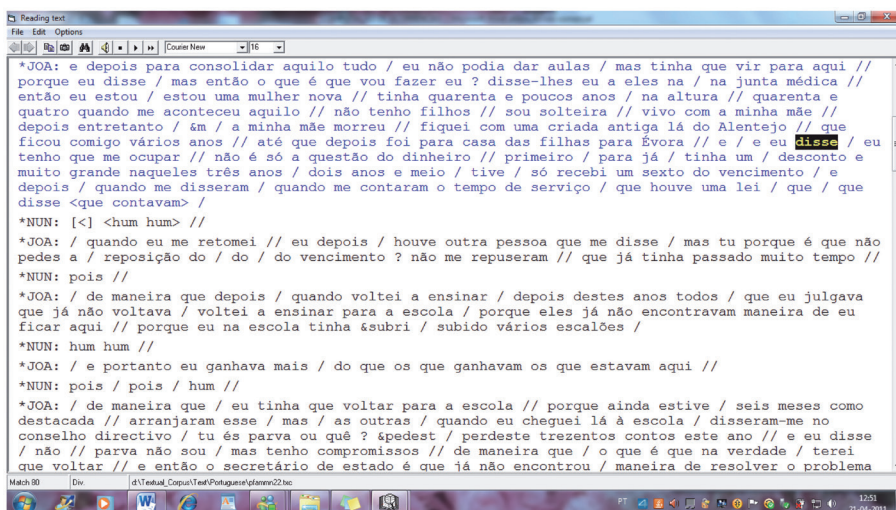 Reading text
File Edit Options
Courier New 16
*JOA: e depois para consolidar aquilo tudo / eu não podia dar aulas / mas tinha que vir para aqui //
porque eu disse / mas então o que é que vou fazer eu ? disse-lhes eu a eles na / na junta médica //
então eu estou / estou uma mulher nova // tinha quarenta e poucos anos / na altura // quarenta e
quatro quando me aconteceu aquilo // não tenho filhos // sou solteira // vivo com a minha mãe //
depois entretanto / &m / a minha mãe morreu // fiquei com uma criada antiga lá do Alentejo // que
ficou comigo vários anos // até que depois foi para casa das filhas para Évora // e / e eu disse / eu
tenho que me ocupar // não é só a questão do dinheiro // primeiro / para já / tinha um / desconto e
muito grande naqueles três anos / dois anos e meio / tive / só recebi um sexto do vencimento / e
depois / quando me disseram / quando me contaram o tempo de serviço / que houve uma lei / que / que
disse <que contavam> /
*NUN: [<] <hum hum> //
*JOA: / quando eu me retomei // eu depois / houve outra pessoa que me disse / mas tu porque é que não
pedes a / reposição do / do / do vencimento ? não me repuseram // que já tinha passado muito tempo //
*NUN: pois //
*JOA: / de maneira que depois / quando voltei a ensinar / depois destes anos todos / que eu julgava
que já não voltava / voltei a ensinar para a escola / porque eles já não encontravam maneira de eu
ficar aqui // porque eu na escola tinha &subri / subido vários escalões /
*NUN: hum hum //
*JOA: / e portanto eu ganhava mais / do que os que ganhavam os que estavam aqui //
*NUN: pois / pois / hum //
*JOA: / de maneira que / eu tinha que voltar para a escola // porque ainda estive / seis meses como
destacada // arranjaram esse / mas / as outras / quando eu cheguei lá à escola / disseram-me no
conselho directivo / tu és parva ou quê ? &pedest / perdeste trezentos contos este ano // e eu disse
/ não // parva não sou / mas tenho compromissos // de maneira que / o que é que na verdade / terei
que voltar // e então o secretário de estado é que já não encontrou / maneira de resolver o problema
Match 80 Div. d:\Textual_Corpus\Text\Portuguese\pfammn22.txc
PT 12:51
21-04-2011